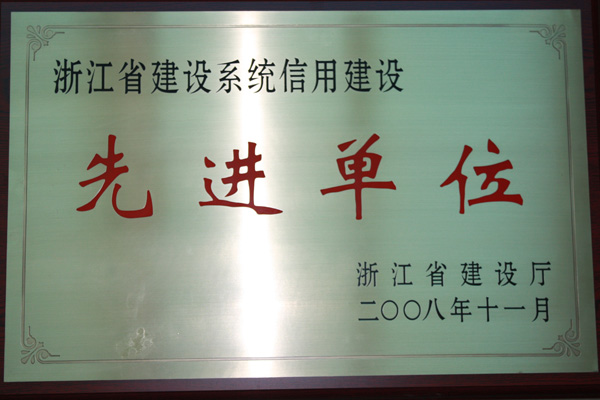 浙江省建设系统信用建设
先进单位
浙江省建设厅
二〇〇八年十一月